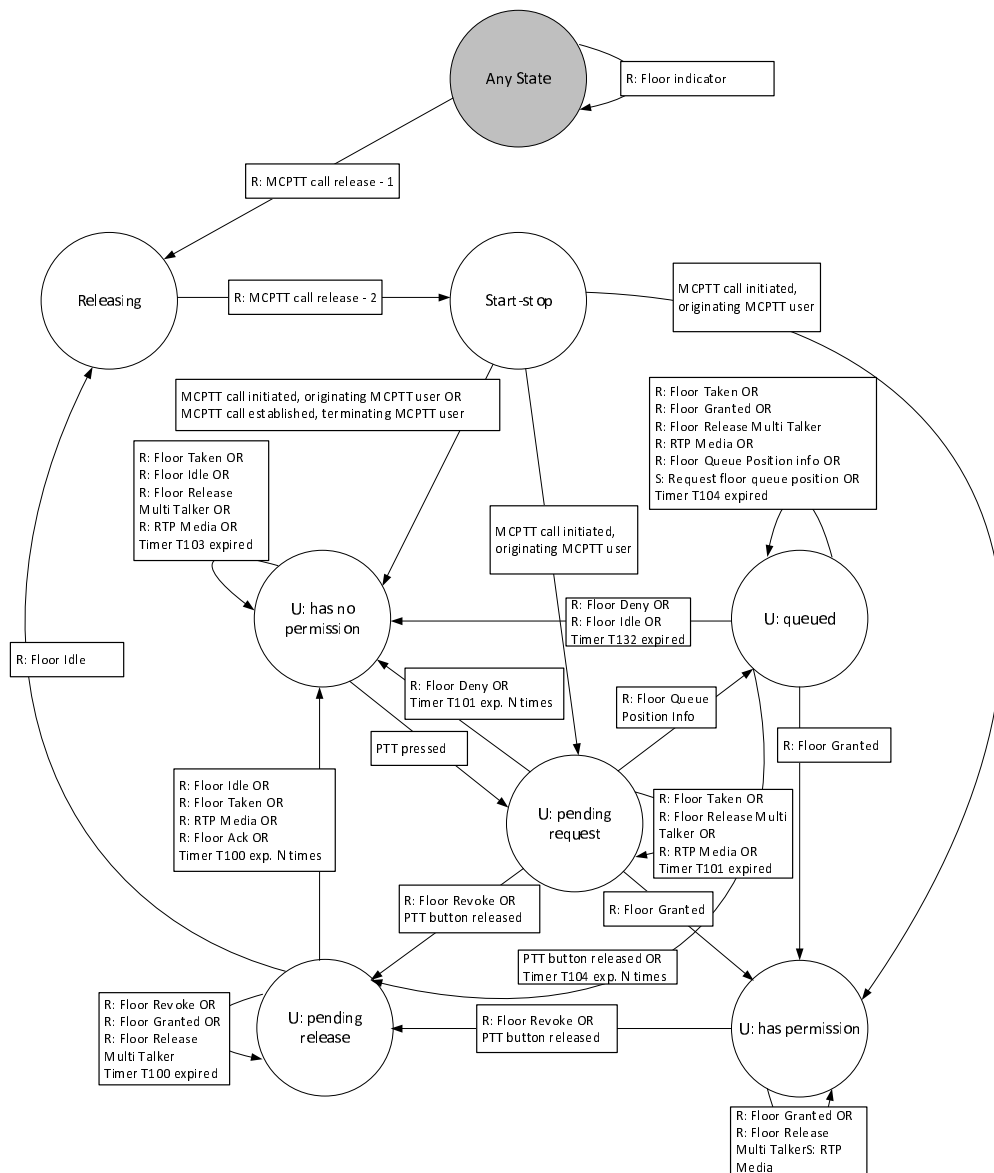 Any State
R: Floor indicator
R: MCPTT call release - 1
Releasing
R: MCPTT call release - 2
Start-stop
MCPTT call initiated,
originating MCPTT user
MCPTT call initiated, originating MCPTT user OR
MCPTT call established, terminating MCPTT user
R: Floor Taken OR
R: Floor Granted OR
R: Floor Release Multi Talker
R: RTP Media OR
R: Floor Queue Position info OR
S: Request floor queue position OR
Timer T104 expired
R: Floor Taken OR
R: Floor Idle OR
R: Floor Release
Multi Talker OR
R: RTP Media OR
Timer T103 expired
MCPTT call initiated,
originating MCPTT user
U: has no
permission
R: Floor Deny OR
R: Floor Idle OR
Timer T132 expired
U: queued
R: Floor Idle
R: Floor Deny OR
Timer T101 exp. N times
R: Floor Queue
Position Info
PTT pressed
R: Floor Granted
R: Floor Idle OR
R: Floor Taken OR
R: RTP Media OR
R: Floor Ack OR
Timer T100 exp. N times
U: pending
request
R: Floor Taken OR
R: Floor Release Multi
Talker OR
R: RTP Media OR
Timer T101 expired
R: Floor Revoke OR
PTT button released
R: Floor Granted
PTT button released OR
Timer T104 exp. N times
R: Floor Revoke OR
R: Floor Granted OR
R: Floor Release
Multi Talker
Timer T100 expired
U: pending
release
R: Floor Revoke OR
PTT button released
U: has permission
R: Floor Granted OR
R: Floor Release
Multi TalkerS: RTP
Media